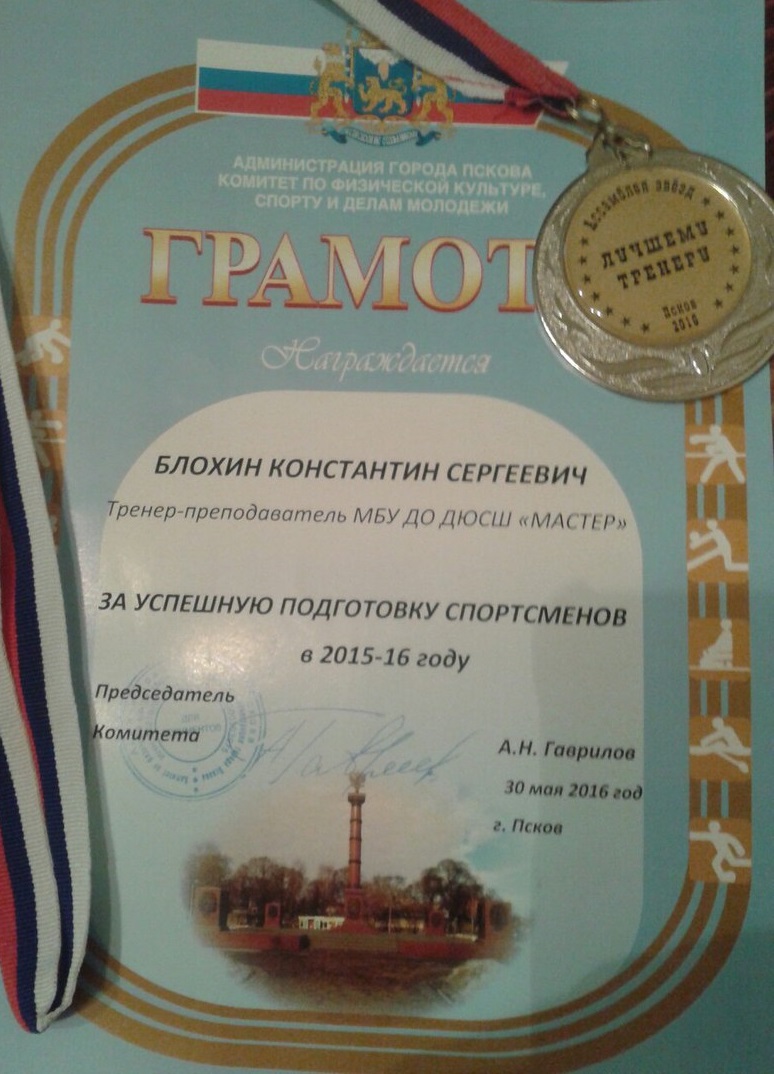 АДМИНИСТРАЦИЯ ГОРОДА ПСКОВА
КОМИТЕТ ПО ФИЗИЧЕСКОЙ КУЛЬТУРЕ,
СПОРТУ И ДЕЛАМ МОЛОДЕЖИ
ГРАМОТ
Награждается
Ассамблея звёзд
ЛУЧШЕМУ
ТРЕНЕРУ
Псков
2016
БЛОХИН КОНСТАНТИН СЕРГЕЕВИЧ
Тренер-преподаватель МБУ ДО ДЮСШ «МАСТЕР»
ЗА УСПЕШНУЮ ПОДГОТОВКУ СПОРТСМЕНОВ
в 2015-16 году
Председатель
Комитета
А.Н. Гаврилов
30 мая 2016 год
г. Псков